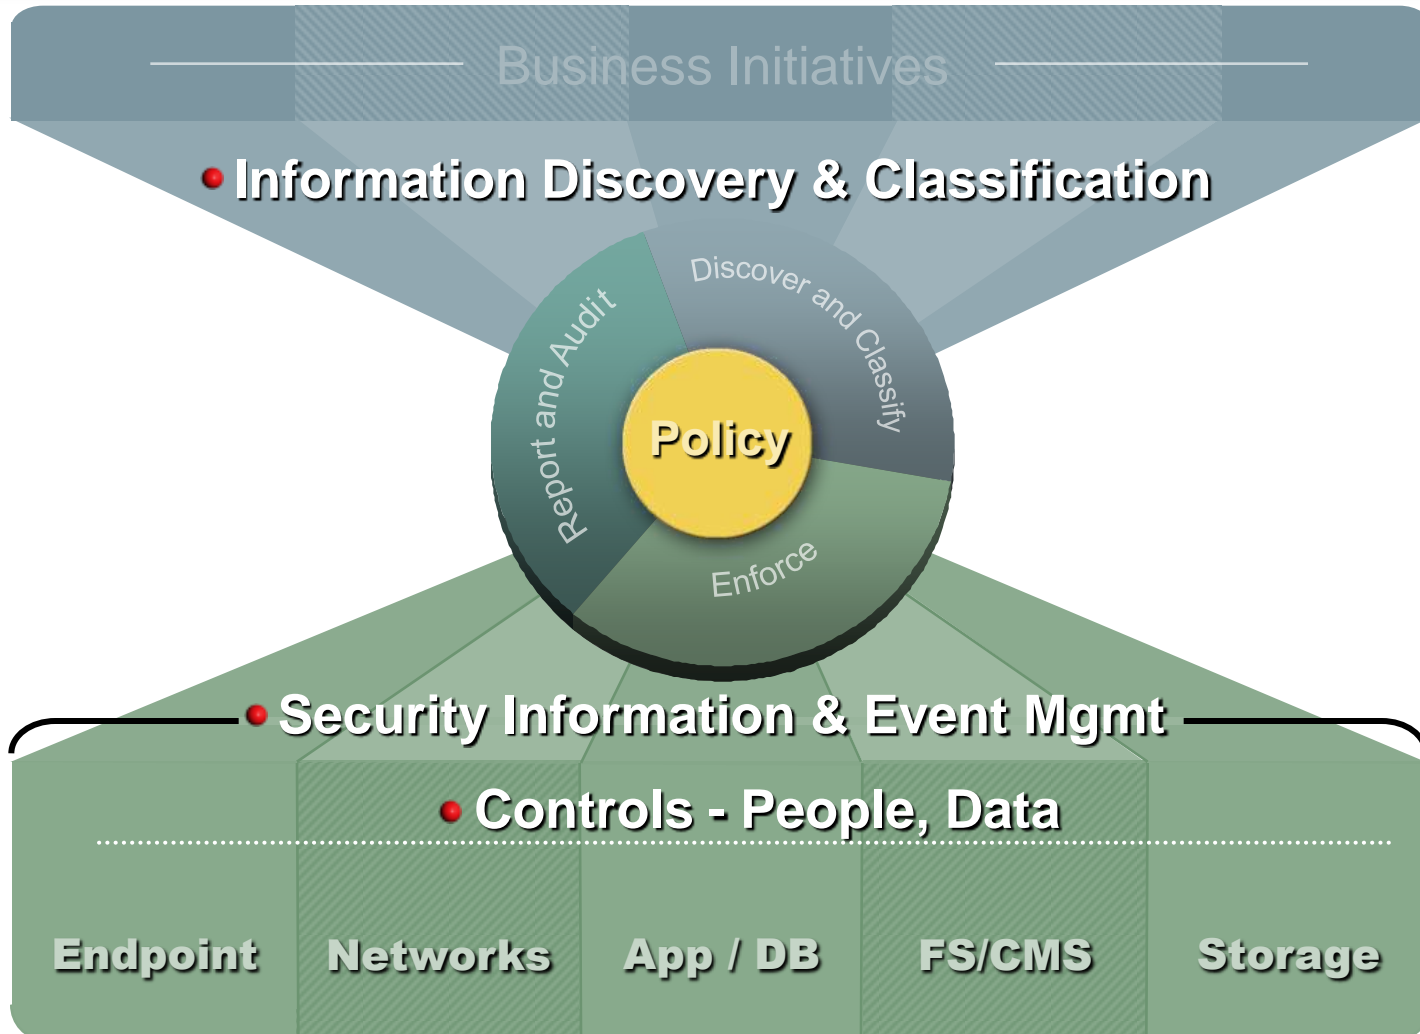 Business Initiatives
Information Discovery & Classification
Discover and Classify
Report and Audit
Policy
Enforce
Security Information & Event Mgmt
Controls - People, Data
Endpoint
Networks
App / DB
FS/CMS
Storage